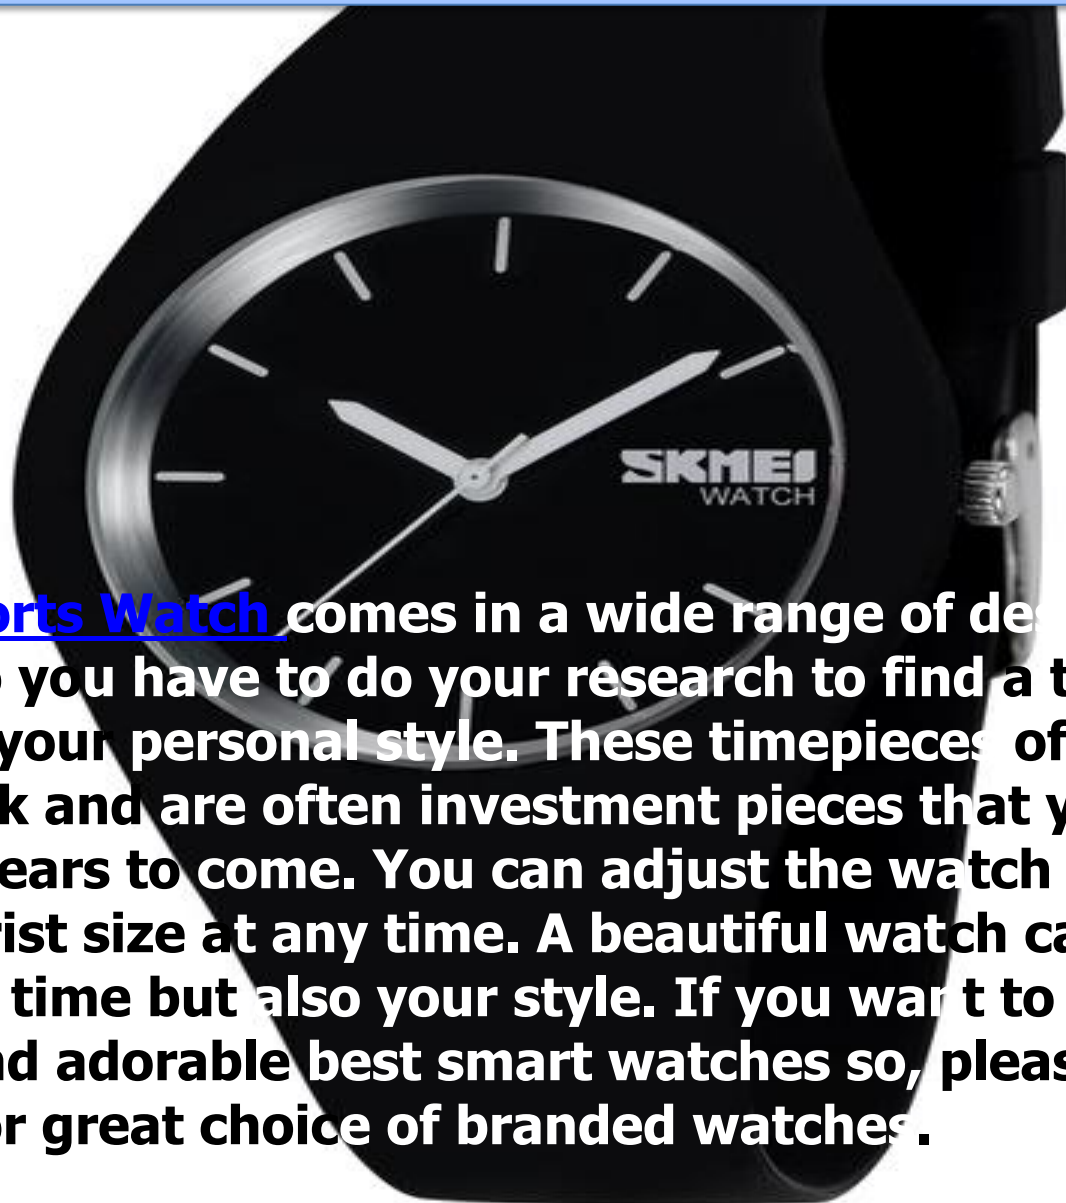 SKMEI
WATCH
orts Watch comes in a wide range of des
you have to do your research to find a t
your personal style. These timepieces of
k and are often investment pieces that y
ears to come. You can adjust the watch
ist size at any time. A beautiful watch ca
time but also your style. If you want to
nd adorable best smart watches so, pleas
or great choice of branded watches.